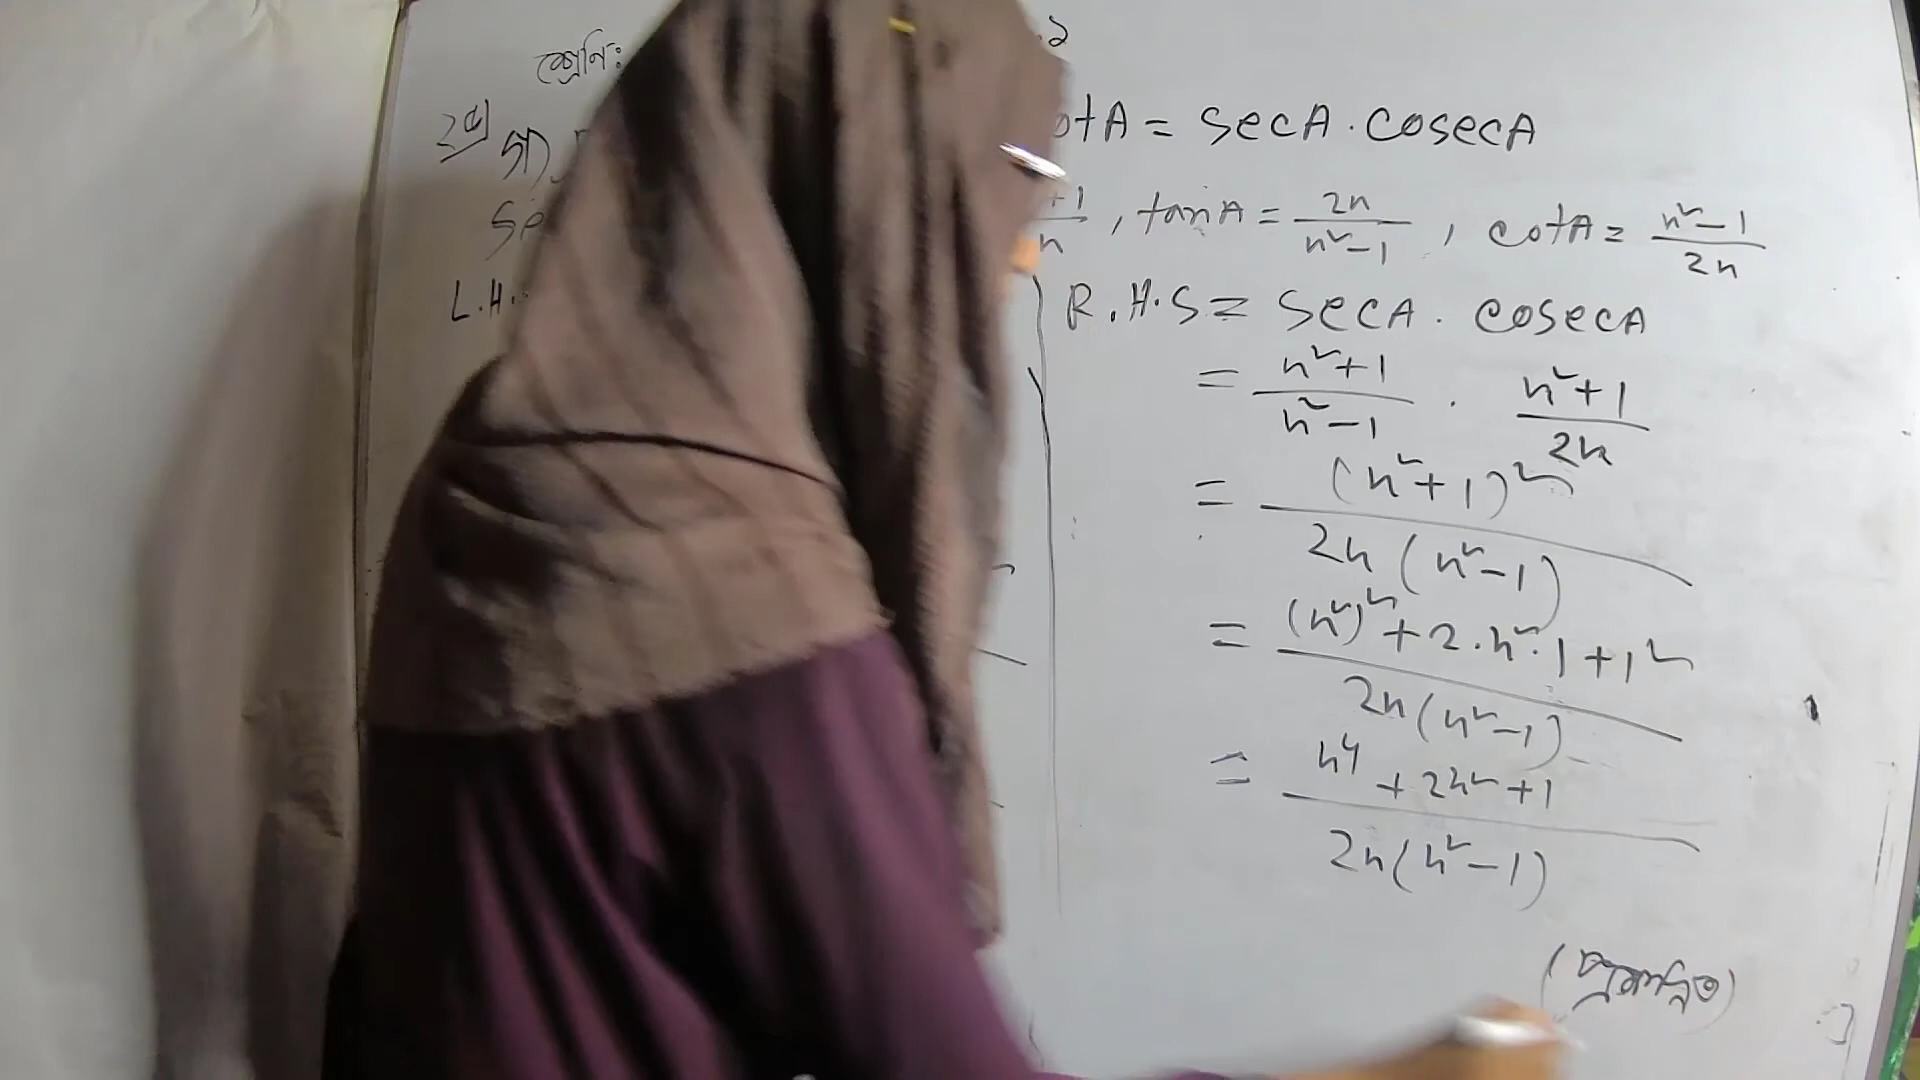 শ্রেণি: .১
২য়
otA = secA . cosecA
+1/n , tanA = 2n/n²-1 , cotA = n²-1/2n
L.H.
R.H.S = secA . cosecA
= n²+1/n²-1 . n²+1/2n
= (n²+1)²/2n(n²-1)
= (n²)²+2.n².1+1²/2n(n²-1)
= n⁴+2n²+1/2n(n²-1)